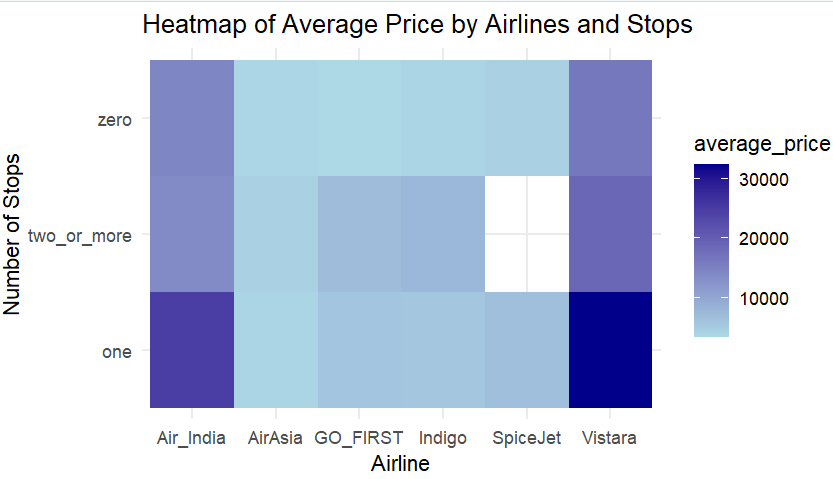 Heatmap of Average Price by Airlines and Stops
Number of Stops
zero
two_or_more
one
Air_India AirAsia GO_FIRST Indigo SpiceJet Vistara
Airline
average_price
30000
20000
10000